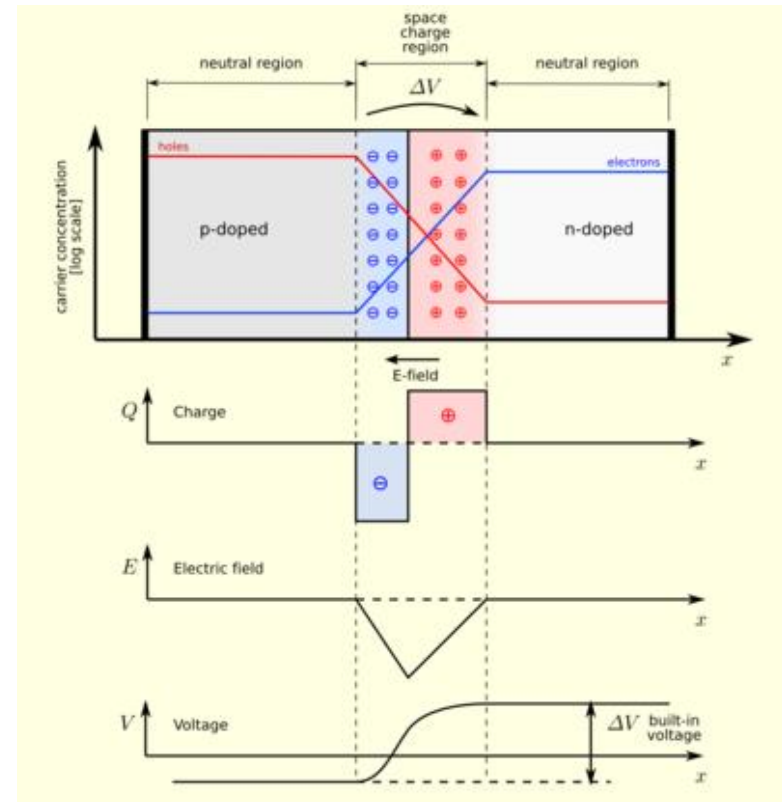 space
charge
region
neutral region
neutral region
ΔV
holes
electrons
carrier concentration
[log scale]
p-doped
n-doped
x
E-field
Q
Charge
x
E
Electric field
x
V
Voltage
ΔV
built-in
voltage
x